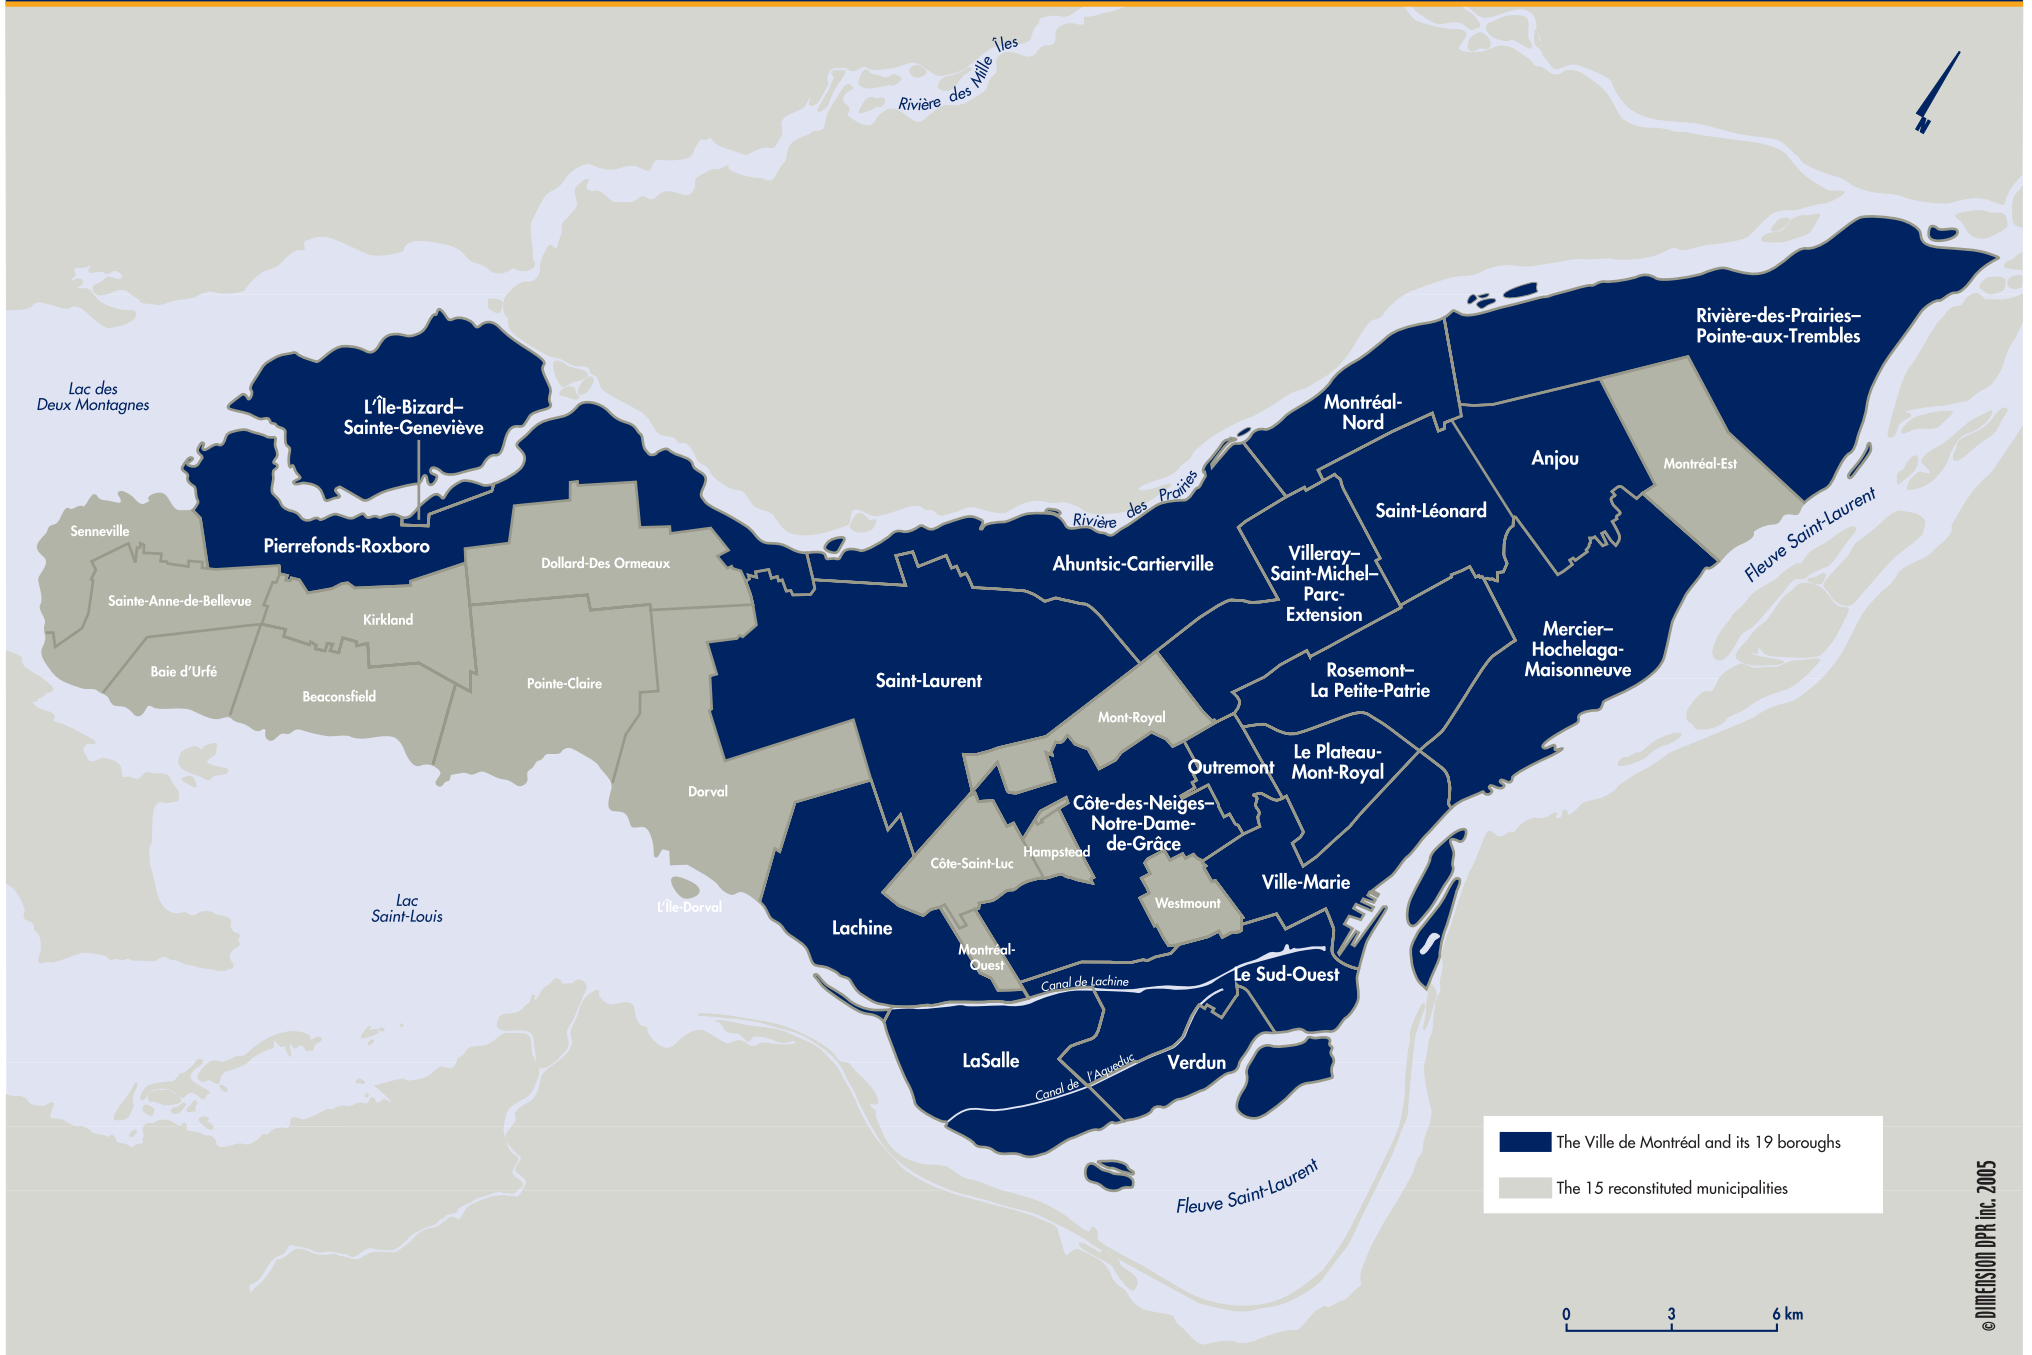 Rivière des Mille Îles
N
Rivière-des-Prairies–
Pointe-aux-Trembles
Lac des
Deux Montagnes
L'Île-Bizard–
Sainte-Geneviève
Montréal-
Nord
Anjou
Montréal-Est
Rivière des Prairies
Saint-Léonard
Fleuve Saint-Laurent
Senneville
Pierrefonds-Roxboro
Dollard-Des Ormeaux
Ahuntsic-Cartierville
Villeray–
Saint-Michel–
Parc-
Extension
Sainte-Anne-de-Bellevue
Kirkland
Mercier–
Hochelaga-
Maisonneuve
Baie d'Urfé
Beaconsfield
Pointe-Claire
Saint-Laurent
Rosemont–
La Petite-Patrie
Mont-Royal
Outremont
Le Plateau-
Mont-Royal
Dorval
Côte-des-Neiges–
Notre-Dame-
de-Grâce
Côte-Saint-Luc
Hampstead
Ville-Marie
Lac
Saint-Louis
L'Île-Dorval
Westmount
Lachine
Montréal-
Ouest
Canal de Lachine
Le Sud-Ouest
LaSalle
Verdun
Canal de l'Aqueduc
Fleuve Saint-Laurent
The Ville de Montréal and its 19 boroughs
The 15 reconstituted municipalities
0 3 6 km
© DIMENSION DPR inc. 2005